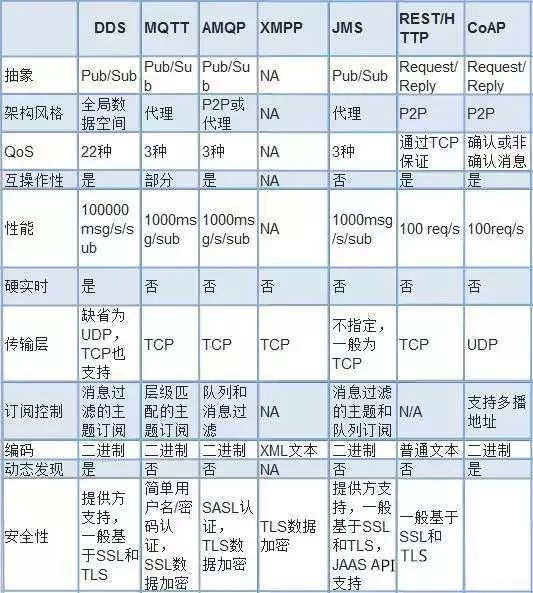 DDS MQTT AMQP XMPP JMS REST/HTTP CoAP
抽象 Pub/Sub Pub/Sub Pub/Sub NA Pub/Sub Request/Reply Request/Reply
架构风格 全局数据空间 代理 P2P或代理 NA 代理 P2P P2P
QoS 22种 3种 3种 NA 3种 通过TCP保证 确认或非确认消息
互操作性 是 部分 是 NA 否 是 是
性能 100000msg/s/sub 1000msg/s/sub 1000msg/s/sub NA 1000msg/s/sub 100 req/s 100req/s
硬实时 是 否 否 否 否 否 否
传输层 缺省为UDP，TCP也支持 TCP TCP TCP 不指定，一般为TCP TCP UDP
订阅控制 消息过滤的主题订阅 层级匹配的主题订阅 队列和消息过滤 NA 消息过滤的主题和队列订阅 N/A 支持多播地址
编码 二进制 二进制 二进制 XML文本 二进制 普通文本 二进制
动态发现 是 否 否 NA 否 否 是
安全性 提供方支持，一般基于SSL和TLS 简单用户名/密码认证，SSL数据加密 SASL认证，TLS数据加密 TLS数据加密 提供方支持，一般基于SSL和TLS，JAAS API支持 一般基于SSL和TLS